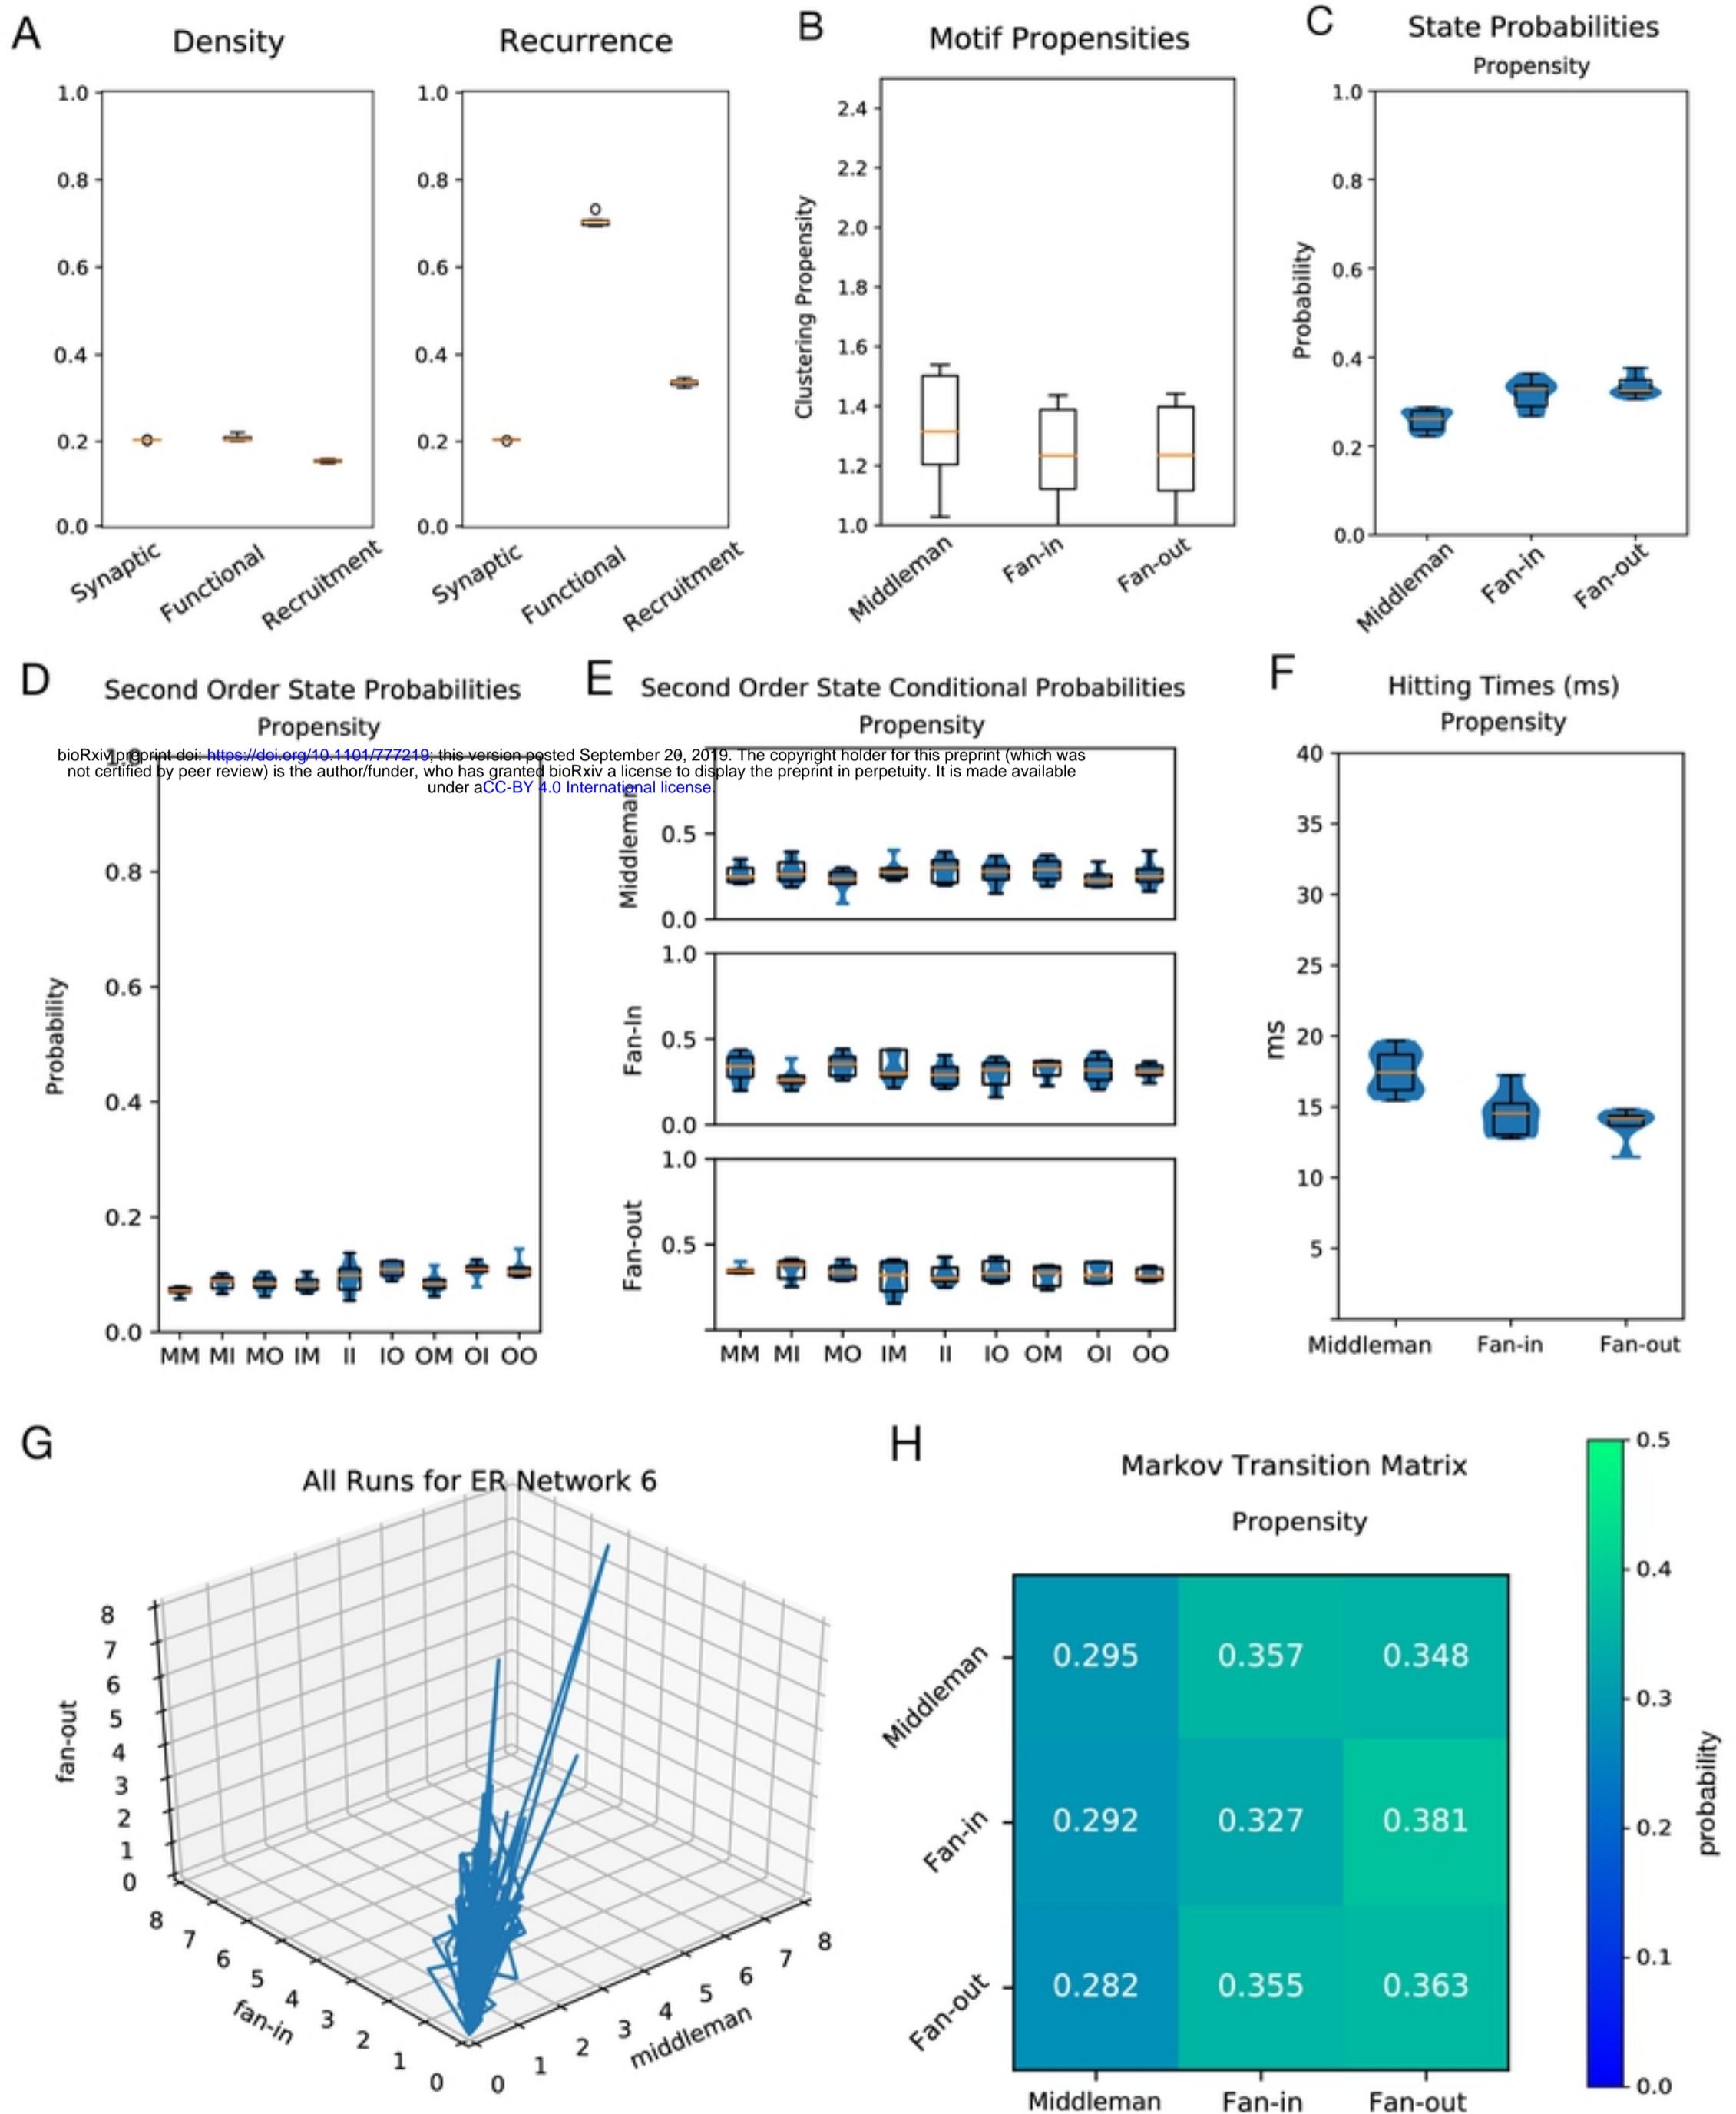 A
Density
1.0
0.8
0.6
0.4
0.2
0.0
Synaptic
Functional
Recruitment
Recurrence
1.0
0.8
0.6
0.4
0.2
0.0
Synaptic
Functional
Recruitment
B
Motif Propensities
Clustering Propensity
2.4
2.2
2.0
1.8
1.6
1.4
1.2
1.0
Middleman
Fan-in
Fan-out
C
State Probabilities
Propensity
Probability
1.0
0.8
0.6
0.4
0.2
0.0
Middleman
Fan-in
Fan-out
D
Second Order State Probabilities
Propensity
bioRxiv preprint doi: https://doi.org/10.1101/777219; this version posted September 20, 2019. The copyright holder for this preprint (which was
not certified by peer review) is the author/funder, who has granted bioRxiv a license to display the preprint in perpetuity. It is made available
under aCC-BY 4.0 International license.
Probability
1.0
0.8
0.6
0.4
0.2
0.0
MM MI MO IM II IO OM OI OO
E
Second Order State Conditional Probabilities
Propensity
Middleman
0.5
0.0
Fan-In
1.0
0.5
0.0
Fan-out
1.0
0.5
MM MI MO IM II IO OM OI OO
F
Hitting Times (ms)
Propensity
ms
40
35
30
25
20
15
10
5
Middleman Fan-in Fan-out
G
All Runs for ER Network 6
fan-out
8
7
6
5
4
3
2
1
0
8
7
6
5
4
3
2
1
0
fan-in
0
1
2
3
4
5
6
7
8
middleman
H
Markov Transition Matrix
Propensity
Middleman
0.295 0.357 0.348
Fan-in
0.292 0.327 0.381
Fan-out
0.282 0.355 0.363
Middleman Fan-in Fan-out
0.5
0.4
0.3
0.2
0.1
0.0
probability